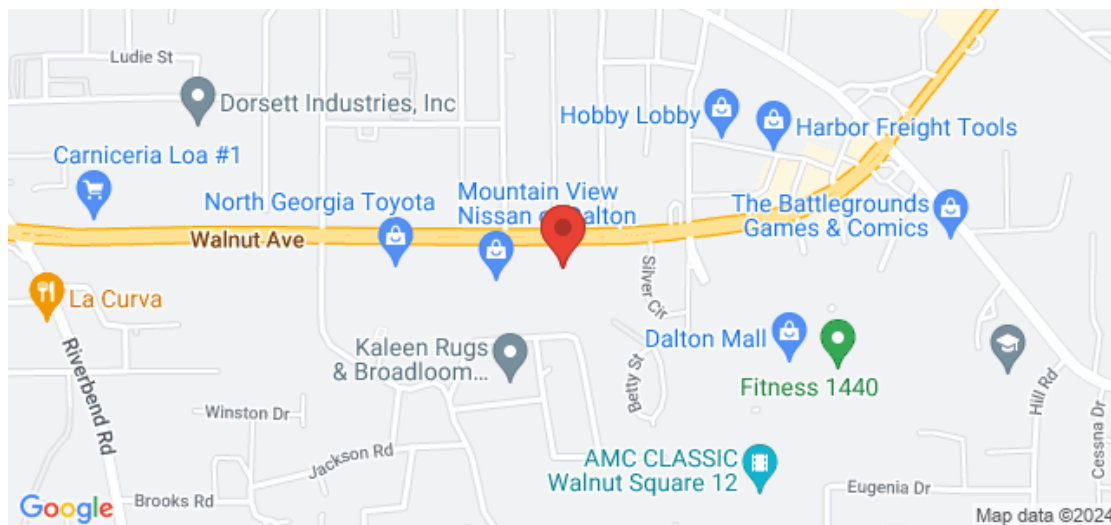 Ludie St
Dorsett Industries, Inc
Hobby Lobby
Harbor Freight Tools
Carniceria Loa #1
North Georgia Toyota
Mountain View
Nissan of Dalton
The Battlegrounds
Games & Comics
Walnut Ave
Silver Cir
La Curva
Riverbend Rd
Kaleen Rugs
& Broadloom...
Dalton Mall
Fitness 1440
Betty St
Hill Rd
Cessna Dr
Winston Dr
Jackson Rd
AMC CLASSIC
Walnut Square 12
Brooks Rd
Eugenia Dr
Google
Map data ©2024